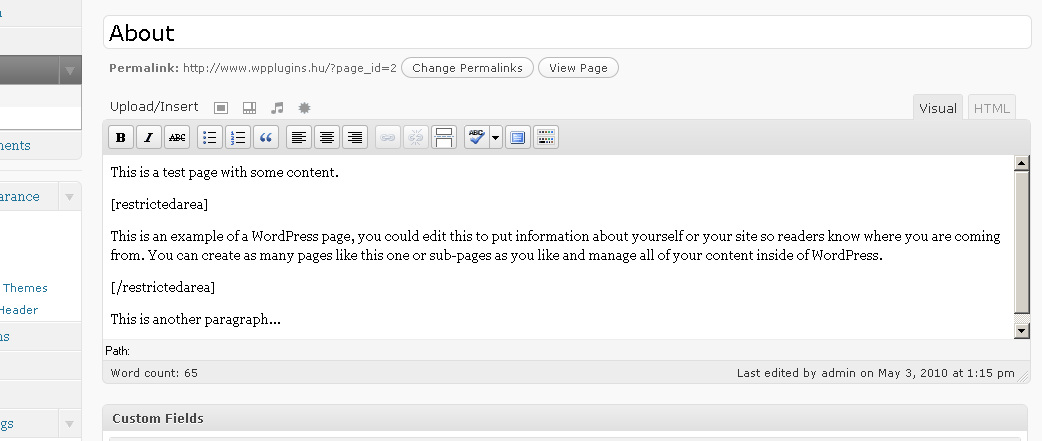 About
Permalink: http://www.wpplugins.hu/?page_id=2 Change Permalinks View Page
Upload/Insert
Visual HTML
B I ABC
ABC
This is a test page with some content.
[restrictedarea]
This is an example of a WordPress page, you could edit this to put information about yourself or your site so readers know where you are coming
from. You can create as many pages like this one or sub-pages as you like and manage all of your content inside of WordPress.
[/restrictedarea]
This is another paragraph...
Path:
Word count: 65 Last edited by admin on May 3, 2010 at 1:15 pm
Custom Fields
ments
arance
Themes
Header
ns
gs